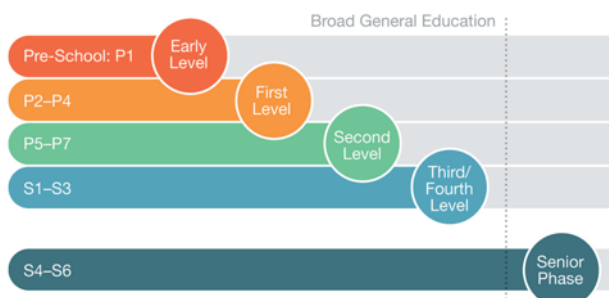 Broad General Education
Pre-School: P1
Early
Level
P2–P4
First
Level
P5–P7
Second
Level
S1–S3
Third/
Fourth
Level
S4–S6
Senior
Phase